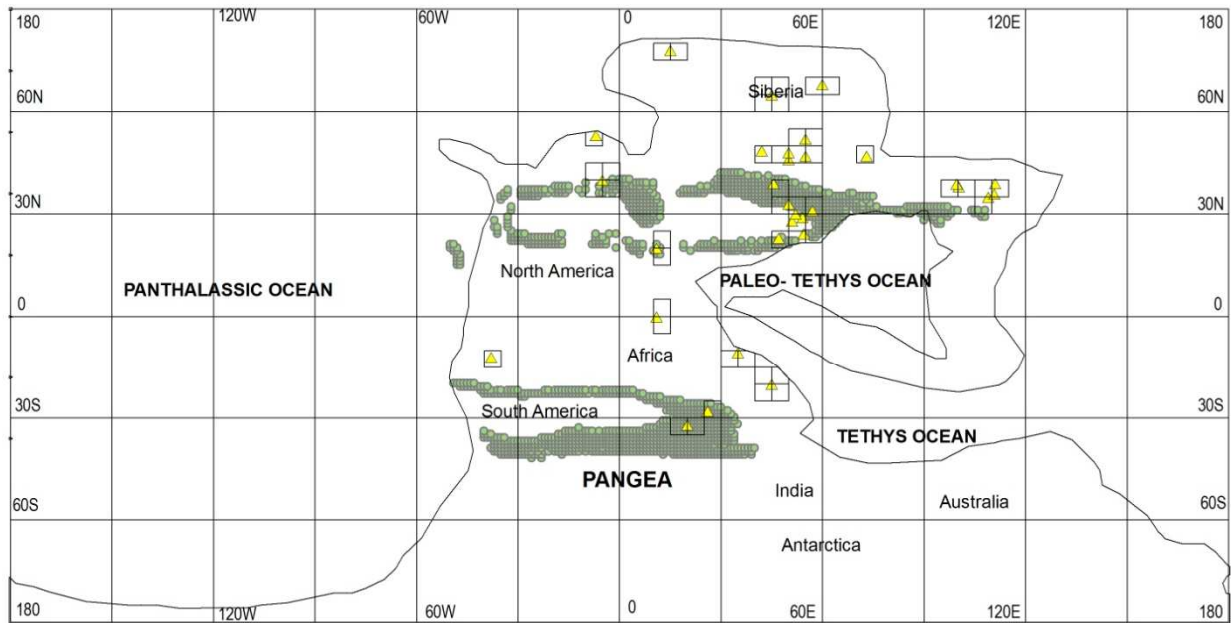 180 120W 60W 0 60E 120E 180
Siberia
60N 60N
30N 30N
North America
PANTHALASSIC OCEAN PALEO- TETHYS OCEAN
0 0
Africa
South America
30S 30S
TETHYS OCEAN
PANGEA
India
Australia
60S 60S
Antarctica
180 120W 60W 0 60E 120E 180